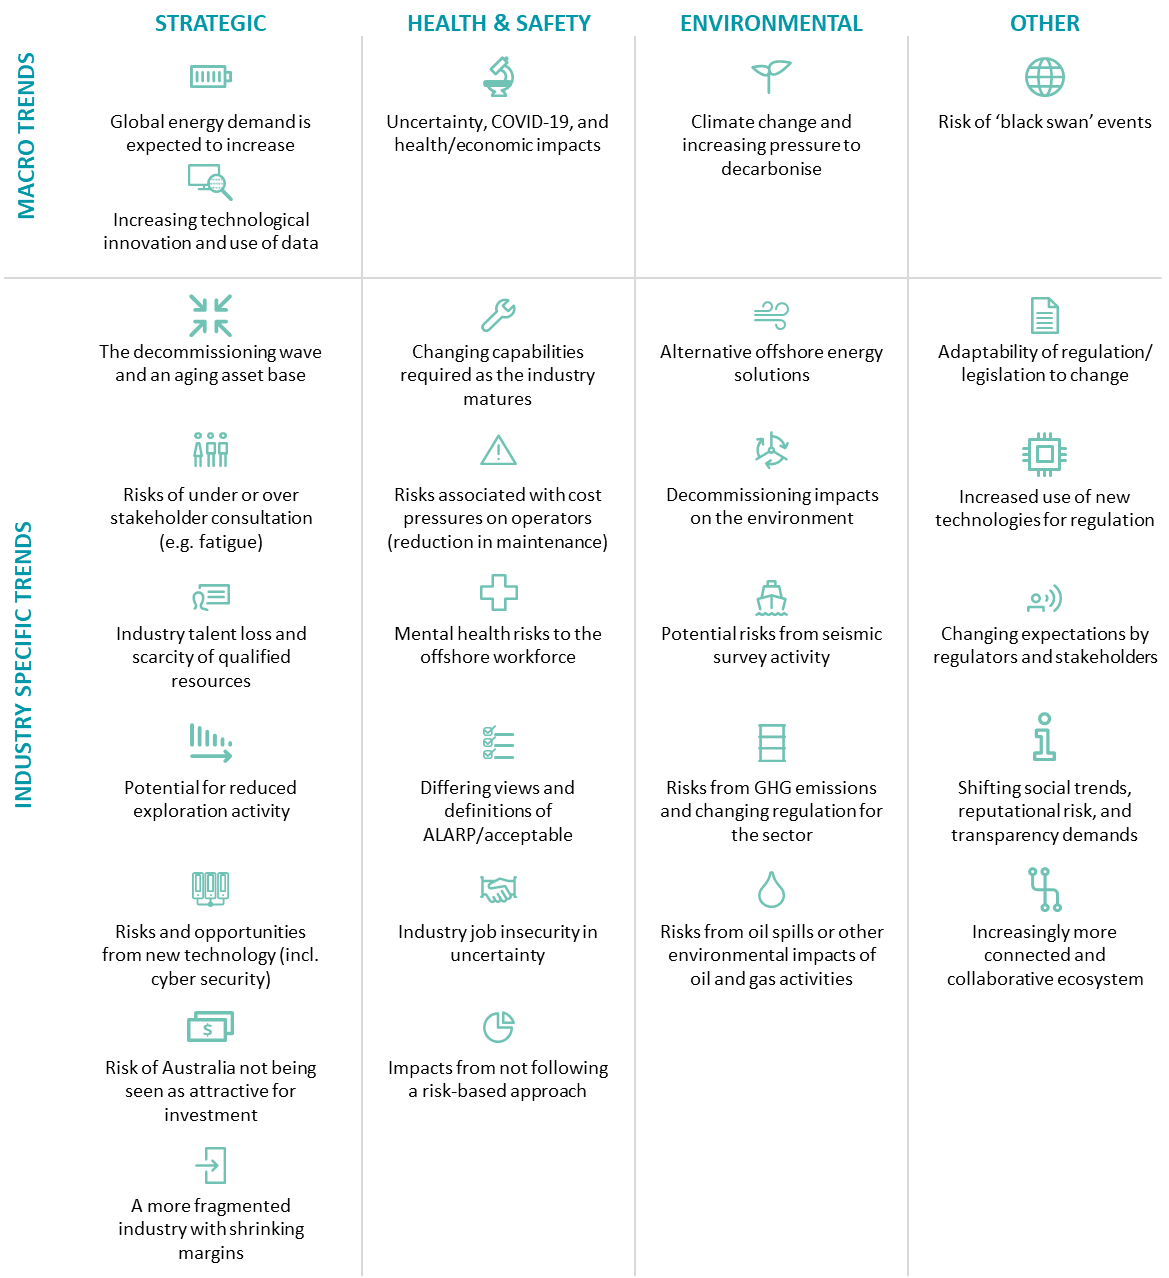 STRATEGIC
HEALTH & SAFETY
ENVIRONMENTAL
OTHER
MACRO TRENDS
Global energy demand is
expected to increase
Increasing technological
innovation and use of data
Uncertainty, COVID-19, and
health/economic impacts
Climate change and
increasing pressure to
decarbonise
Risk of ‘black swan’ events
INDUSTRY SPECIFIC TRENDS
The decommissioning wave
and an aging asset base
Risks of under or over
stakeholder consultation
(e.g. fatigue)
Industry talent loss and
scarcity of qualified
resources
Potential for reduced
exploration activity
Risks and opportunities
from new technology (incl.
cyber security)
$
Risk of Australia not being
seen as attractive for
investment
A more fragmented
industry with shrinking
margins
Changing capabilities
required as the industry
matures
Risks associated with cost
pressures on operators
(reduction in maintenance)
Mental health risks to the
offshore workforce
Differing views and
definitions of
ALARP/acceptable
Industry job insecurity in
uncertainty
Impacts from not following
a risk-based approach
Alternative offshore energy
solutions
Decommissioning impacts
on the environment
Potential risks from seismic
survey activity
Risks from GHG emissions
and changing regulation for
the sector
Risks from oil spills or other
environmental impacts of
oil and gas activities
Adaptability of regulation/
legislation to change
Increased use of new
technologies for regulation
Changing expectations by
regulators and stakeholders
Shifting social trends,
reputational risk, and
transparency demands
Increasingly more
connected and
collaborative ecosystem